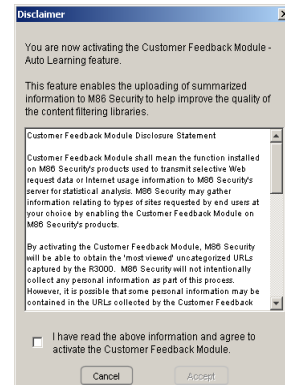 Disclaimer
You are now activating the Customer Feedback Module -
Auto Learning feature.
This feature enables the uploading of summarized
information to M86 Security to help improve the quality of
the content filtering libraries.
Customer Feedback Module Disclosure Statement
Customer Feedback Module shall mean the function installed
on M86 Security's products used to transmit selective Web
request data or Internet usage information to M86 Security's
server for statistical analysis. M86 Security may gather
information relating to types of sites requested by end users at
your choice by enabling the Customer Feedback Module on
M86 Security's products.
By activating the Customer Feedback Module, M86 Security
will be able to obtain the 'most viewed' uncategorized URLs
captured by the R3000. M86 Security will not intentionally
collect any personal information as part of this process.
However, it is possible that some personal information may be
contained in the URLs collected by the Customer Feedback
I have read the above information and agree to
activate the Customer Feedback Module.
Cancel Accept